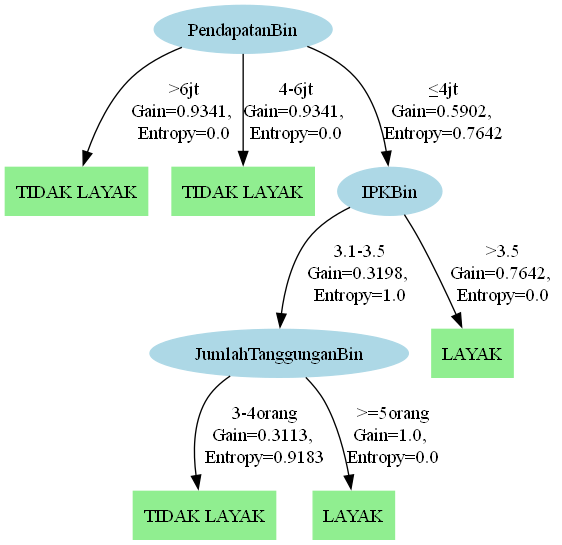 PendapatanBin
>6jt
Gain=0.9341,
Entropy=0.0
4-6jt
Gain=0.9341,
Entropy=0.0
≤4jt
Gain=0.5902,
Entropy=0.7642
TIDAK LAYAK
TIDAK LAYAK
IPKBin
3.1-3.5
Gain=0.3198,
Entropy=1.0
>3.5
Gain=0.7642,
Entropy=0.0
JumlahTanggunganBin
LAYAK
3-4orang
Gain=0.3113,
Entropy=0.9183
>=5orang
Gain=1.0,
Entropy=0.0
TIDAK LAYAK
LAYAK